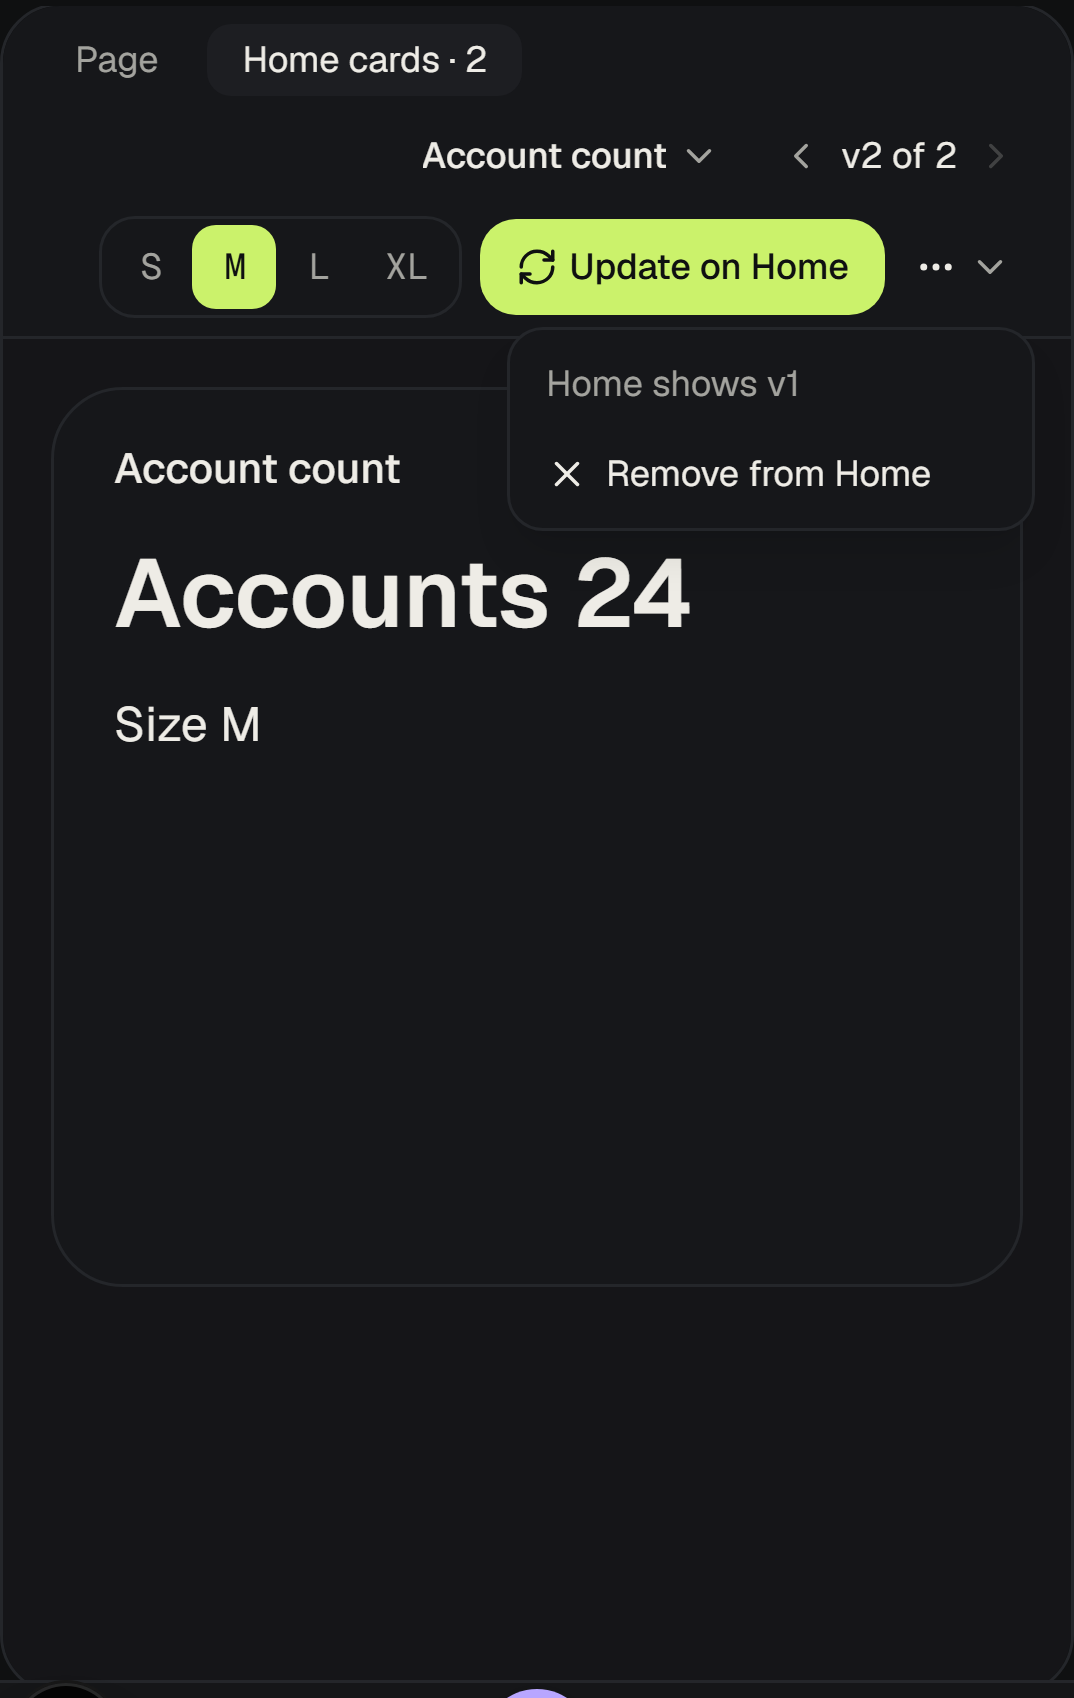 Page Home cards · 2
Account count v2 of 2
S M L XL Update on Home
Home shows v1
Account count
Remove from Home
Accounts 24
Size M